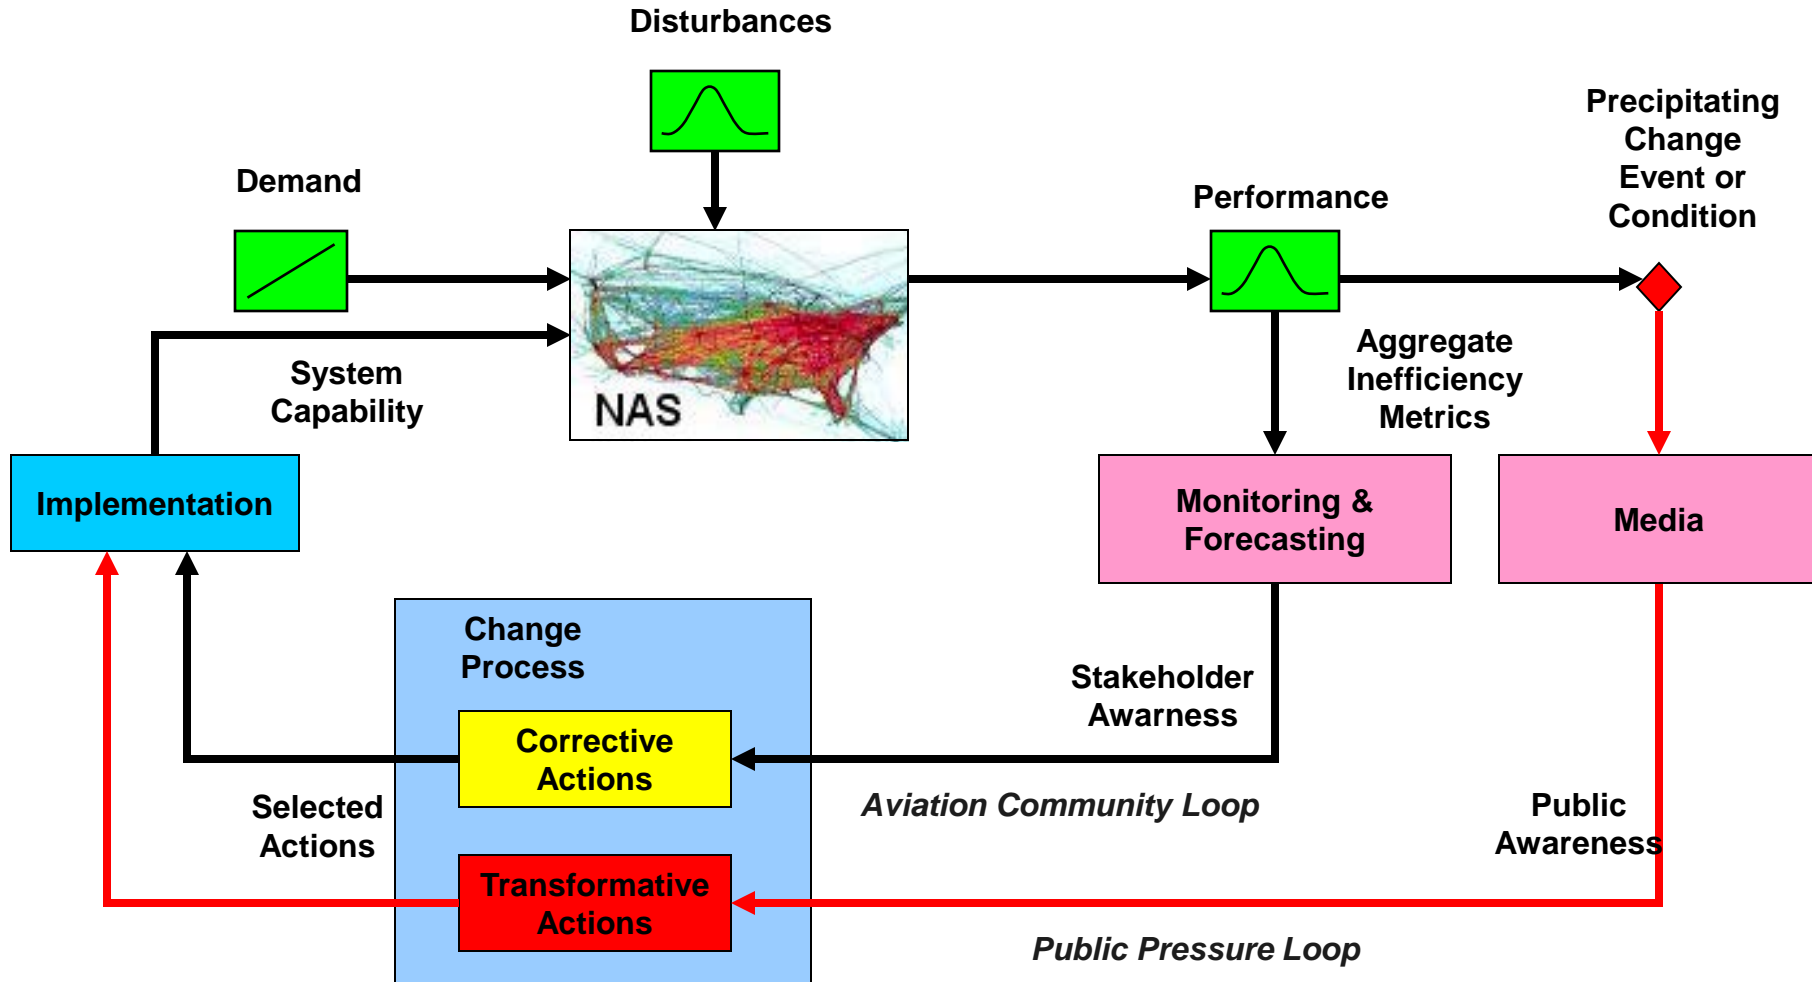 Disturbances
Precipitating
Change
Event or
Condition
Demand
Performance
System
Capability
NAS
Aggregate
Inefficiency
Metrics
Implementation
Monitoring &
Forecasting
Media
Change
Process
Stakeholder
Awarness
Corrective
Actions
Selected
Actions
Aviation Community Loop
Public
Awareness
Transformative
Actions
Public Pressure Loop